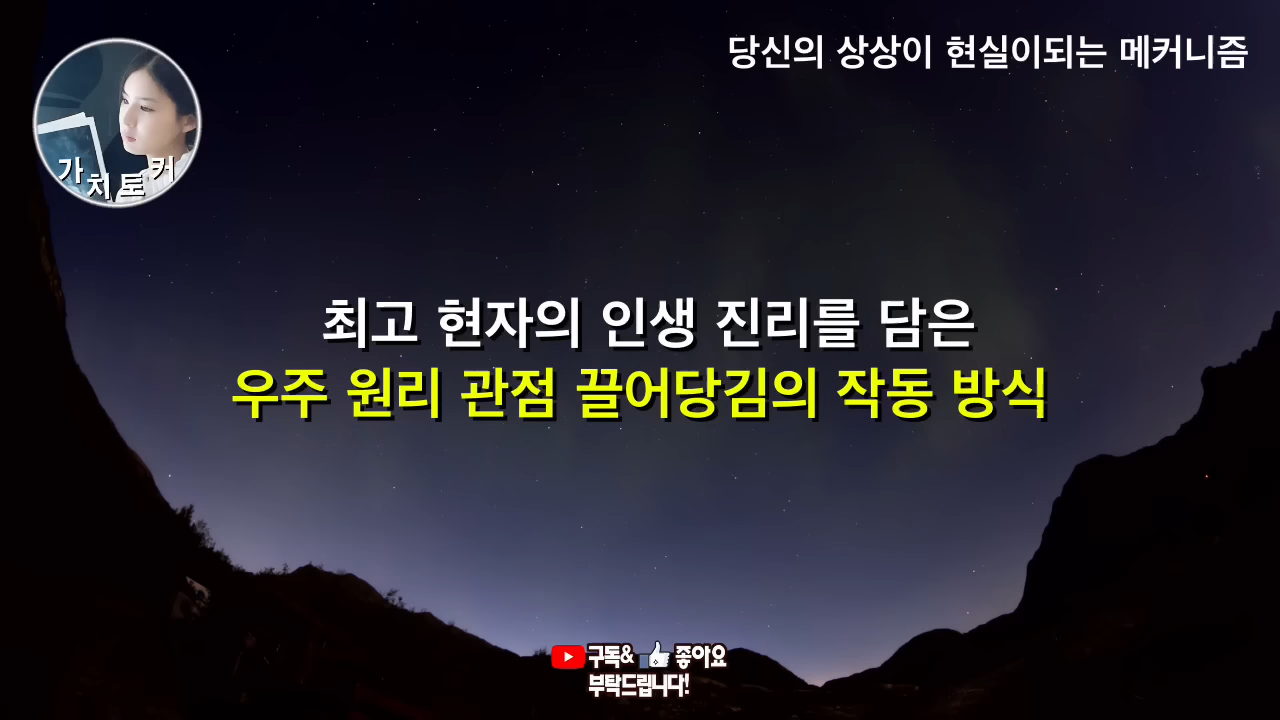 당신의 상상이 현실이되는 메커니즘
가치토커
최고 현자의 인생 진리를 담은
우주 원리 관점 끌어당김의 작동 방식
구독& 좋아요
부탁드립니다!